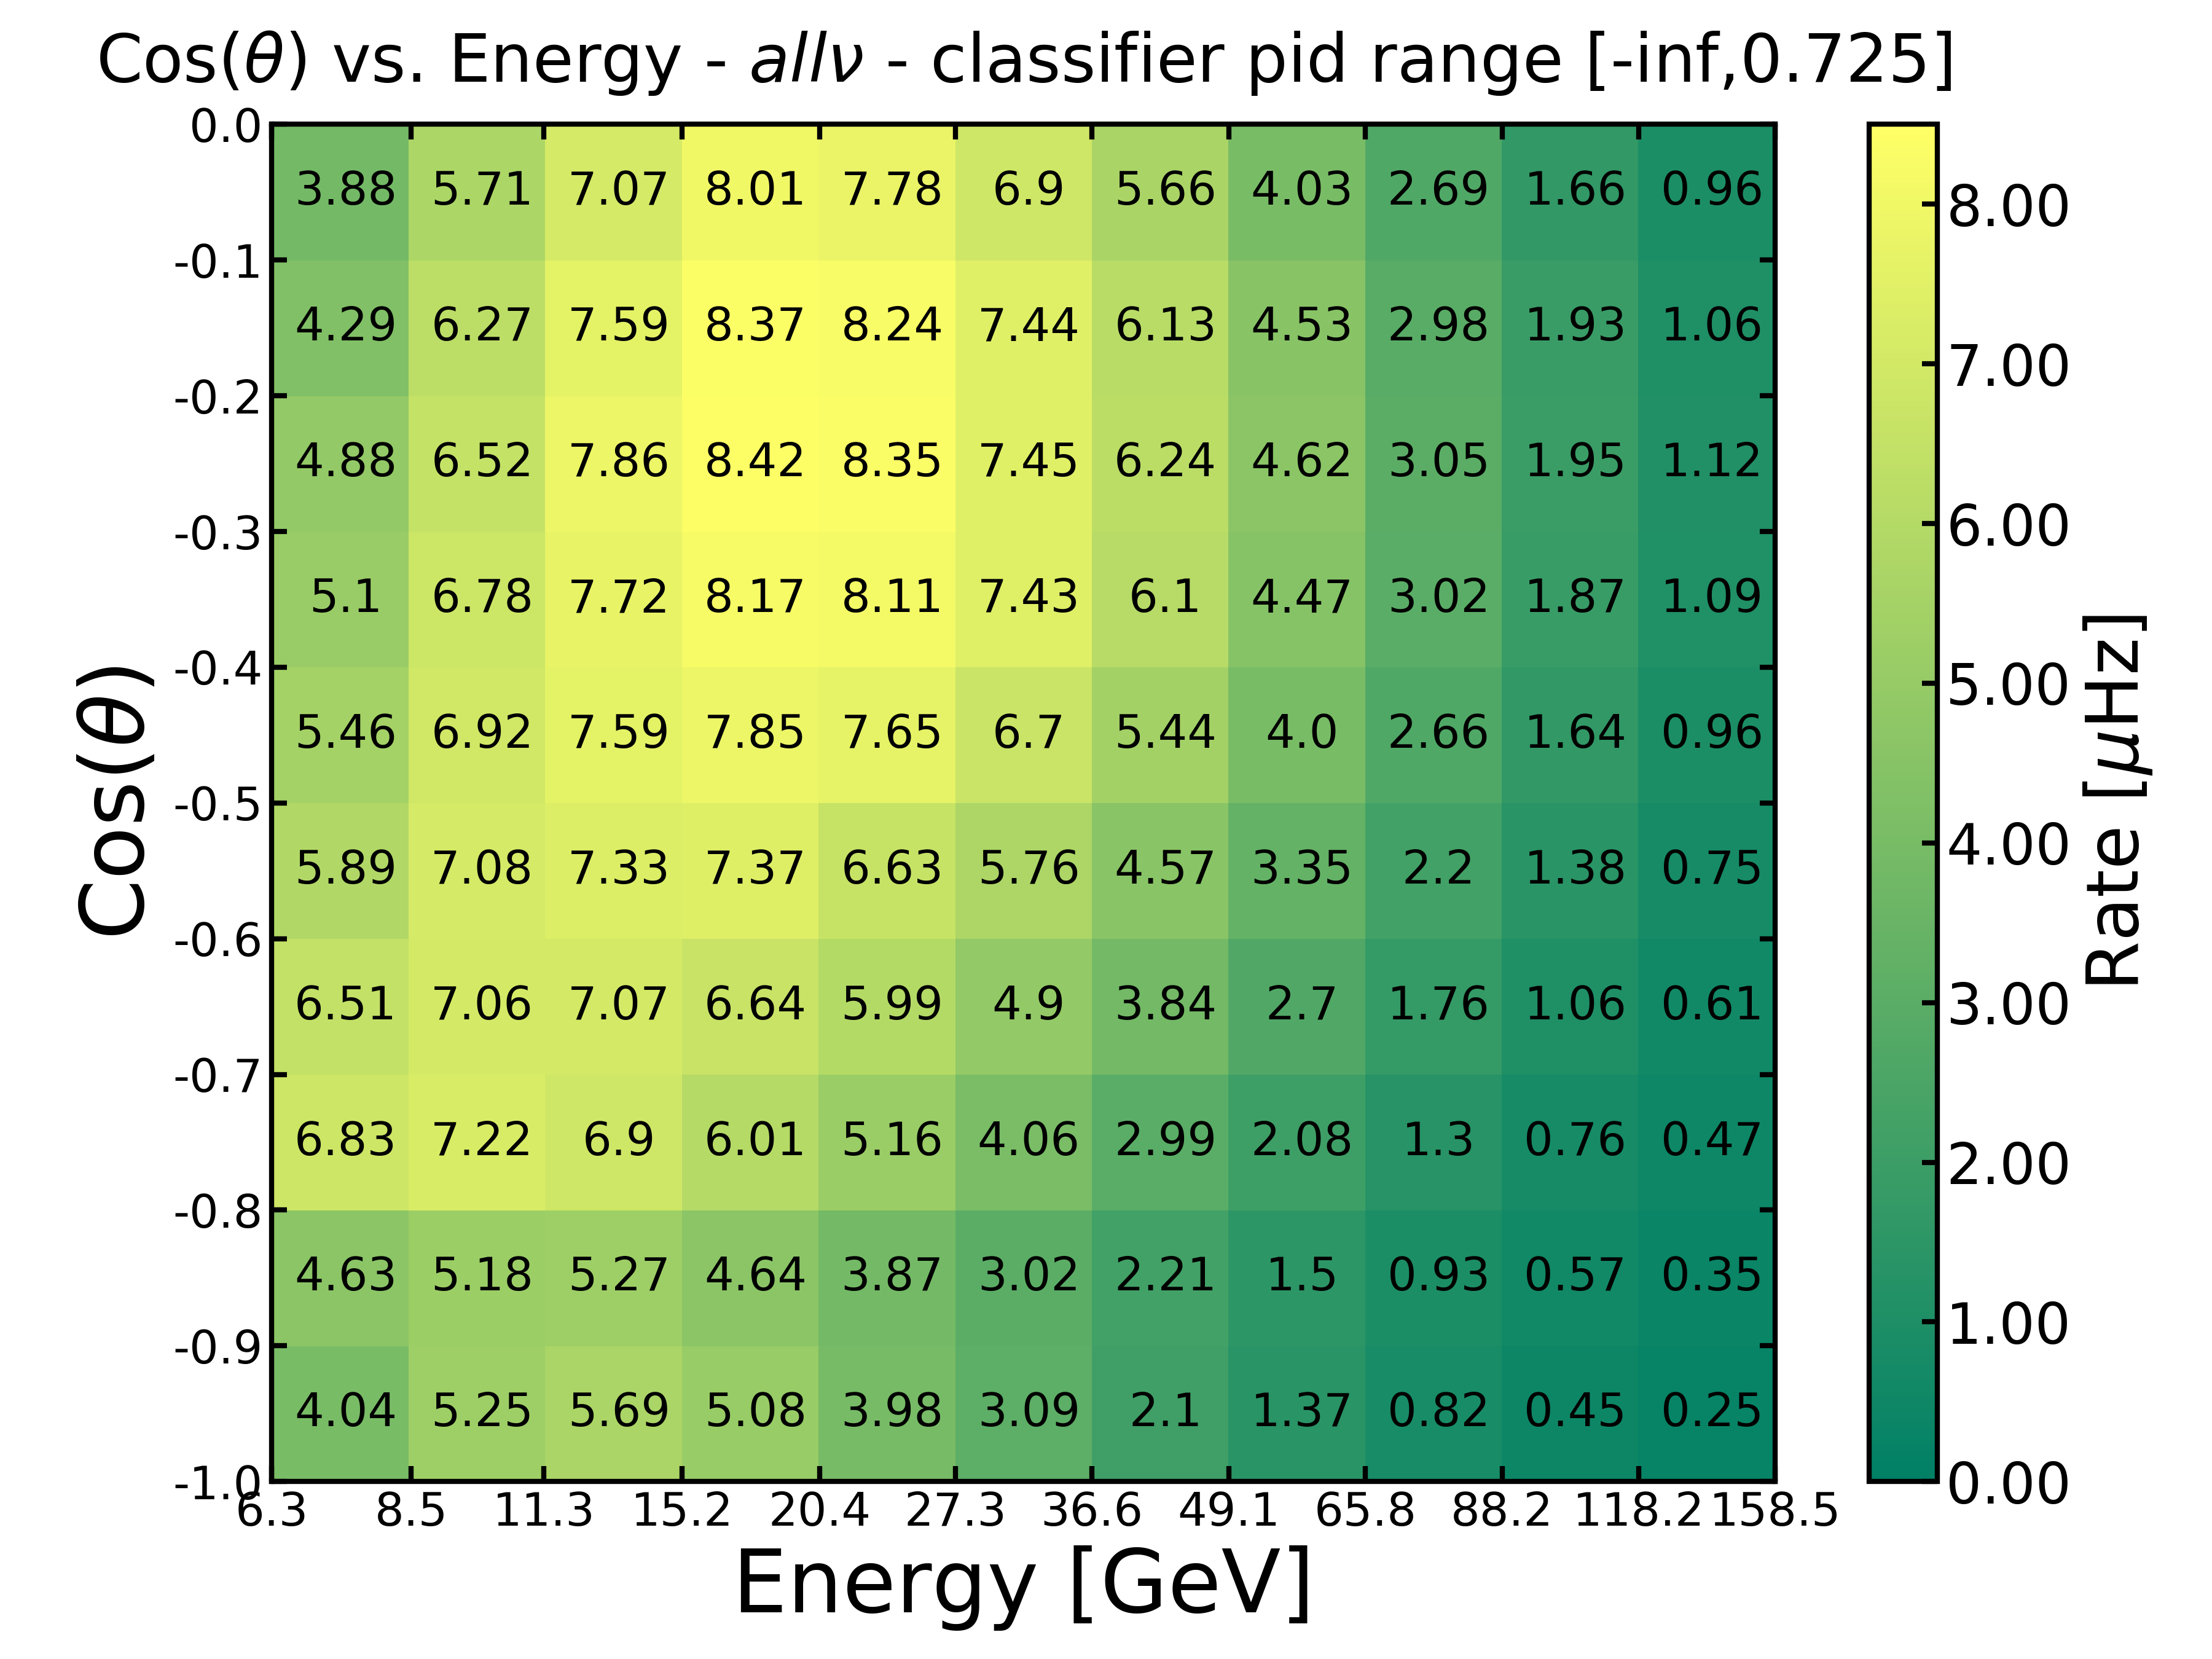 Cos(θ) vs. Energy - allν - classifier pid range [-inf,0.725]
0.0
3.88 5.71 7.07 8.01 7.78 6.9 5.66 4.03 2.69 1.66 0.96
-0.1
4.29 6.27 7.59 8.37 8.24 7.44 6.13 4.53 2.98 1.93 1.06
-0.2
4.88 6.52 7.86 8.42 8.35 7.45 6.24 4.62 3.05 1.95 1.12
-0.3
5.1 6.78 7.72 8.17 8.11 7.43 6.1 4.47 3.02 1.87 1.09
-0.4
5.46 6.92 7.59 7.85 7.65 6.7 5.44 4.0 2.66 1.64 0.96
-0.5
5.89 7.08 7.33 7.37 6.63 5.76 4.57 3.35 2.2 1.38 0.75
-0.6
6.51 7.06 7.07 6.64 5.99 4.9 3.84 2.7 1.76 1.06 0.61
-0.7
6.83 7.22 6.9 6.01 5.16 4.06 2.99 2.08 1.3 0.76 0.47
-0.8
4.63 5.18 5.27 4.64 3.87 3.02 2.21 1.5 0.93 0.57 0.35
-0.9
4.04 5.25 5.69 5.08 3.98 3.09 2.1 1.37 0.82 0.45 0.25
-1.0
6.3 8.5 11.3 15.2 20.4 27.3 36.6 49.1 65.8 88.2 118.2 158.5
Energy [GeV]
Cos(θ)
8.00
7.00
6.00
5.00
4.00
3.00
2.00
1.00
0.00
Rate [μHz]